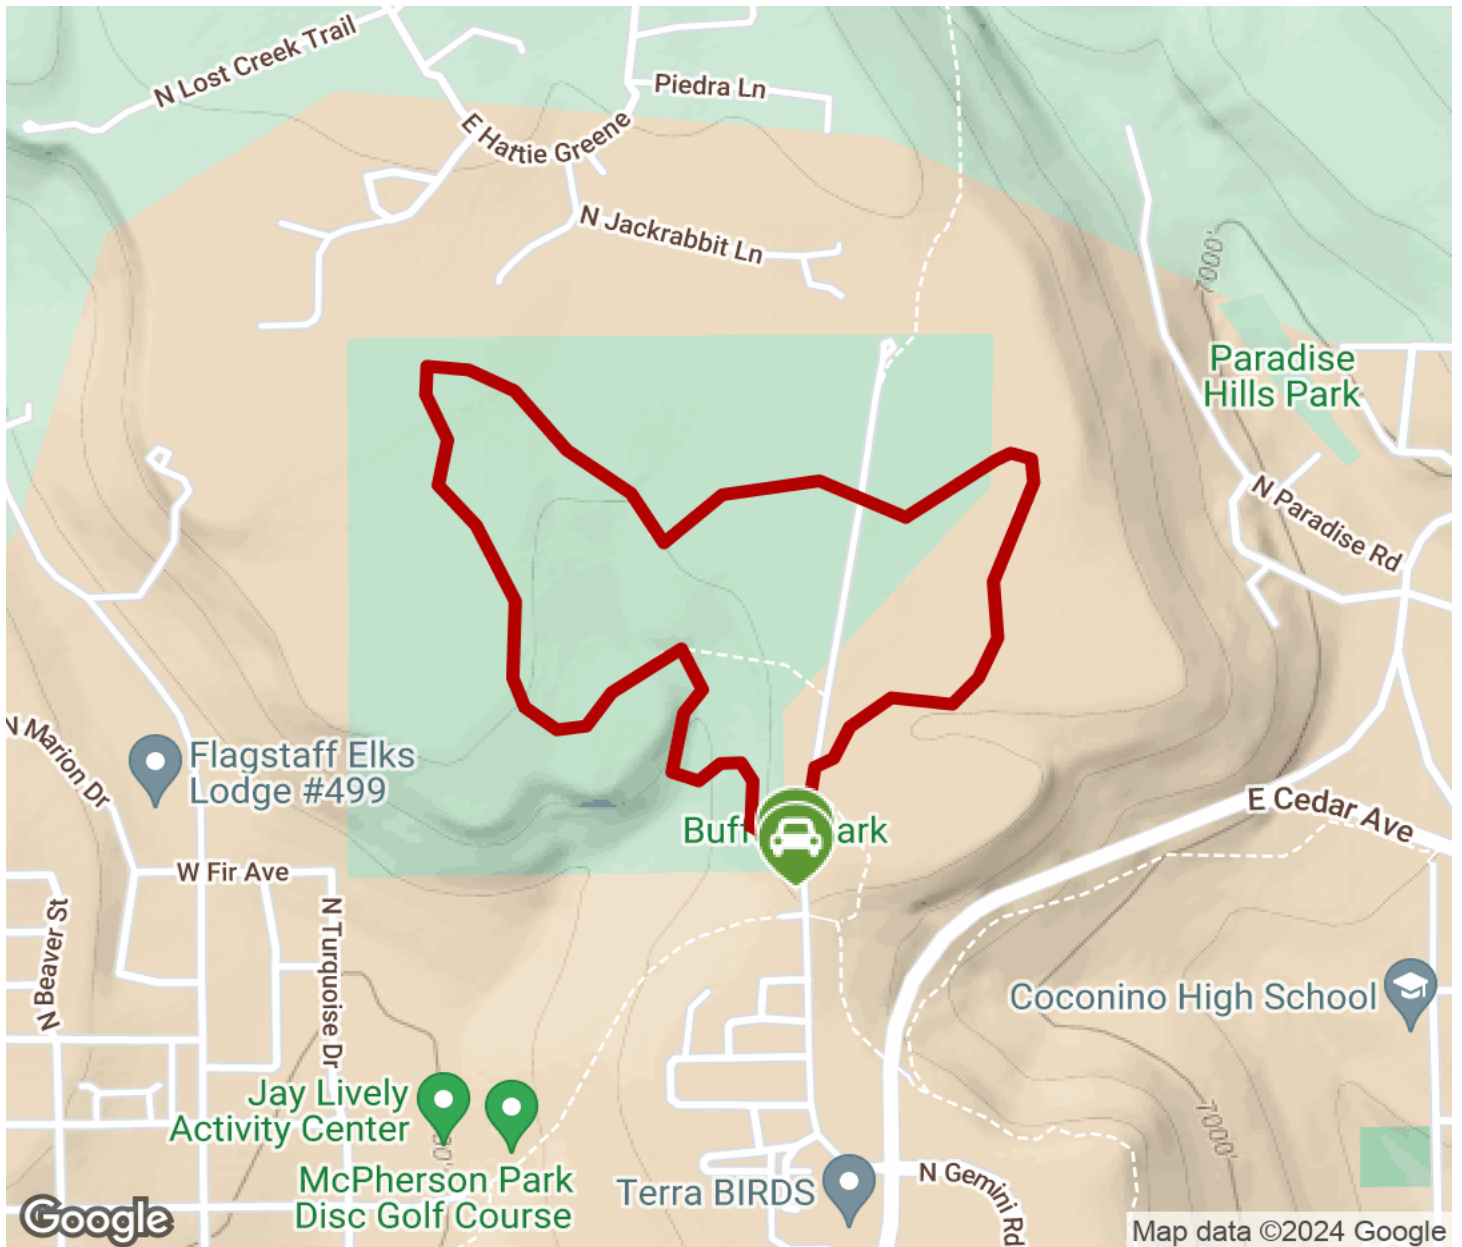 N Lost Creek Trail
Piedra Ln
E Hattie Greene
N Jackrabbit Ln
7000'
Paradise
Hills Park
N Paradise Rd
N Marion Dr
Flagstaff Elks
Lodge #499
E Cedar Ave
Buff ark
W Fir Ave
N Beaver St
N Turquoise Dr
Coconino High School
Jay Lively
Activity Center
7000'
McPherson Park
Disc Golf Course
Terra BIRDS
N Gemini Rd
Google
Map data ©2024 Google